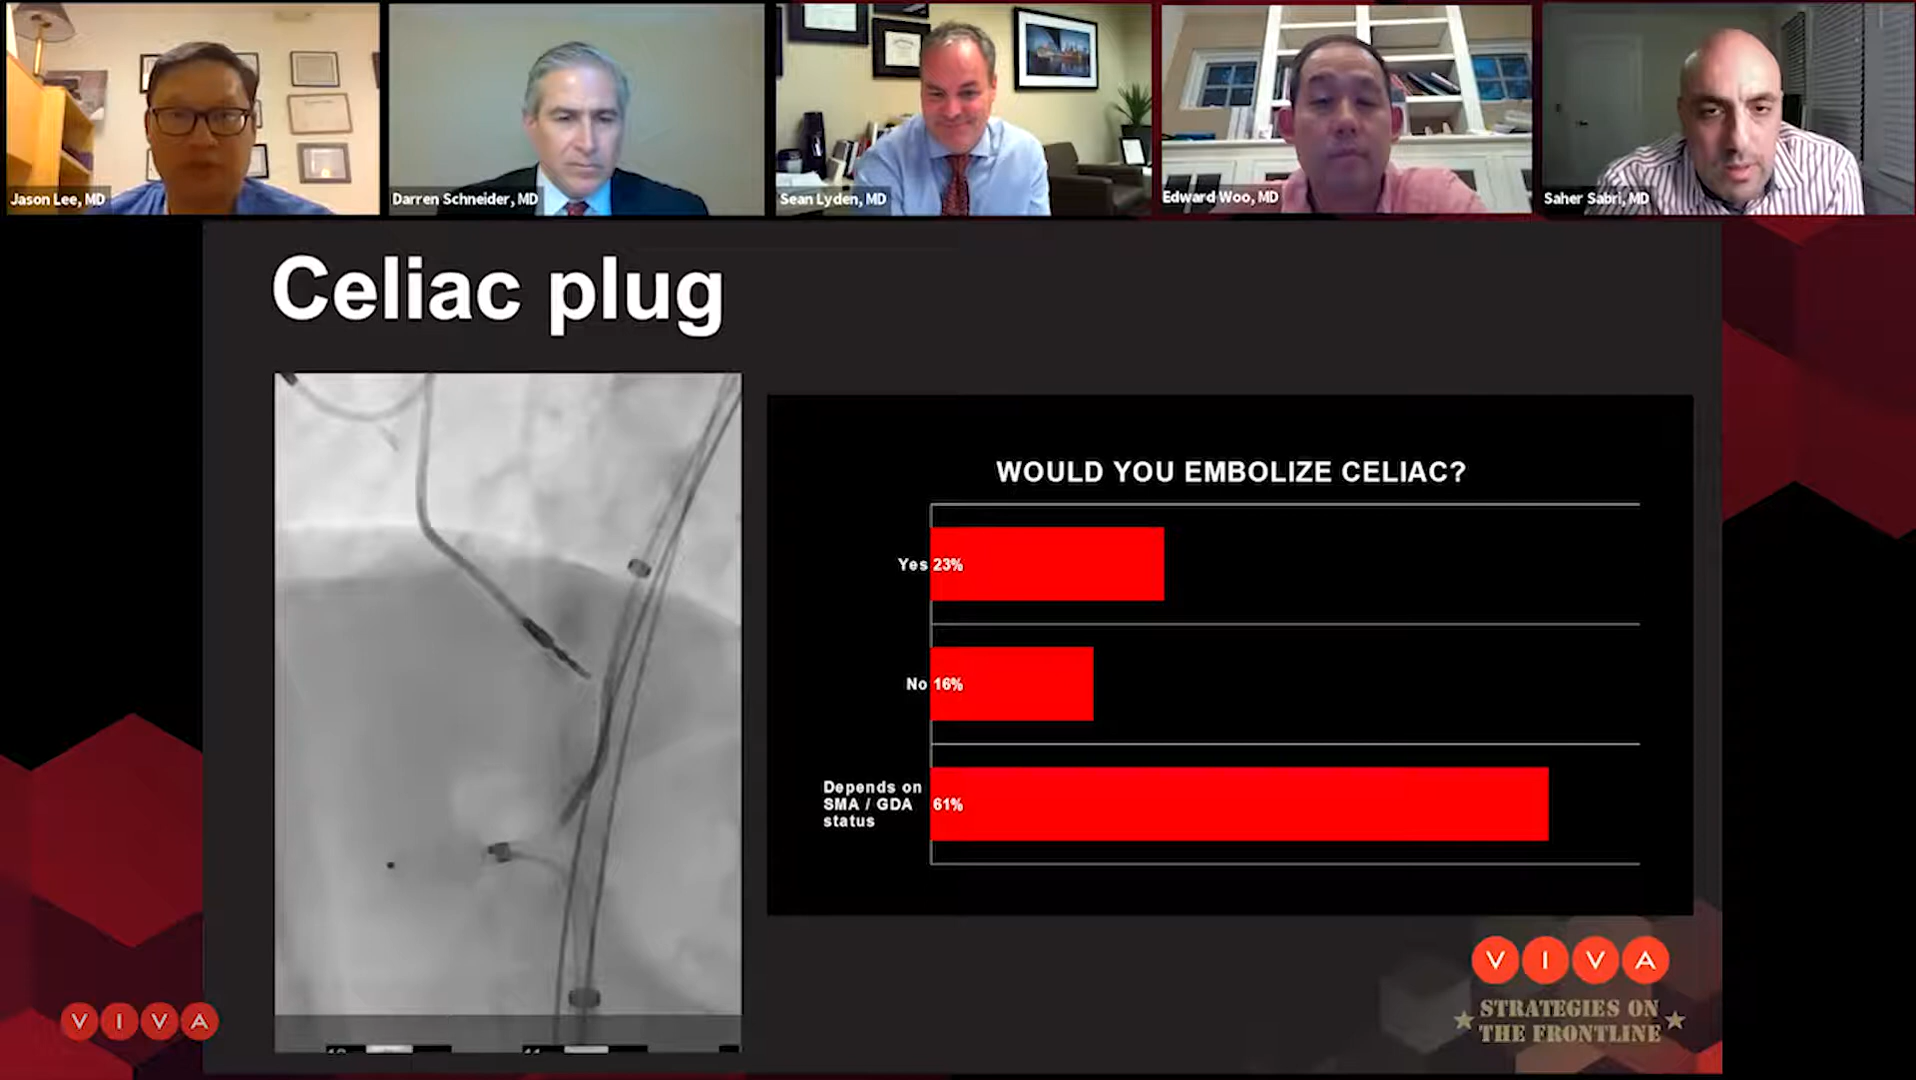 Jason Lee, MD
Darren Schneider, MD
Sean Lyden, MD
Edward Woo, MD
Saher Sabri, MD
Celiac plug
WOULD YOU EMBOLIZE CELIAC?
Yes 23%
No 16%
Depends on
SMA / GDA 61%
status
VIVA
STRATEGIES ON
THE FRONTLINE
VIVA